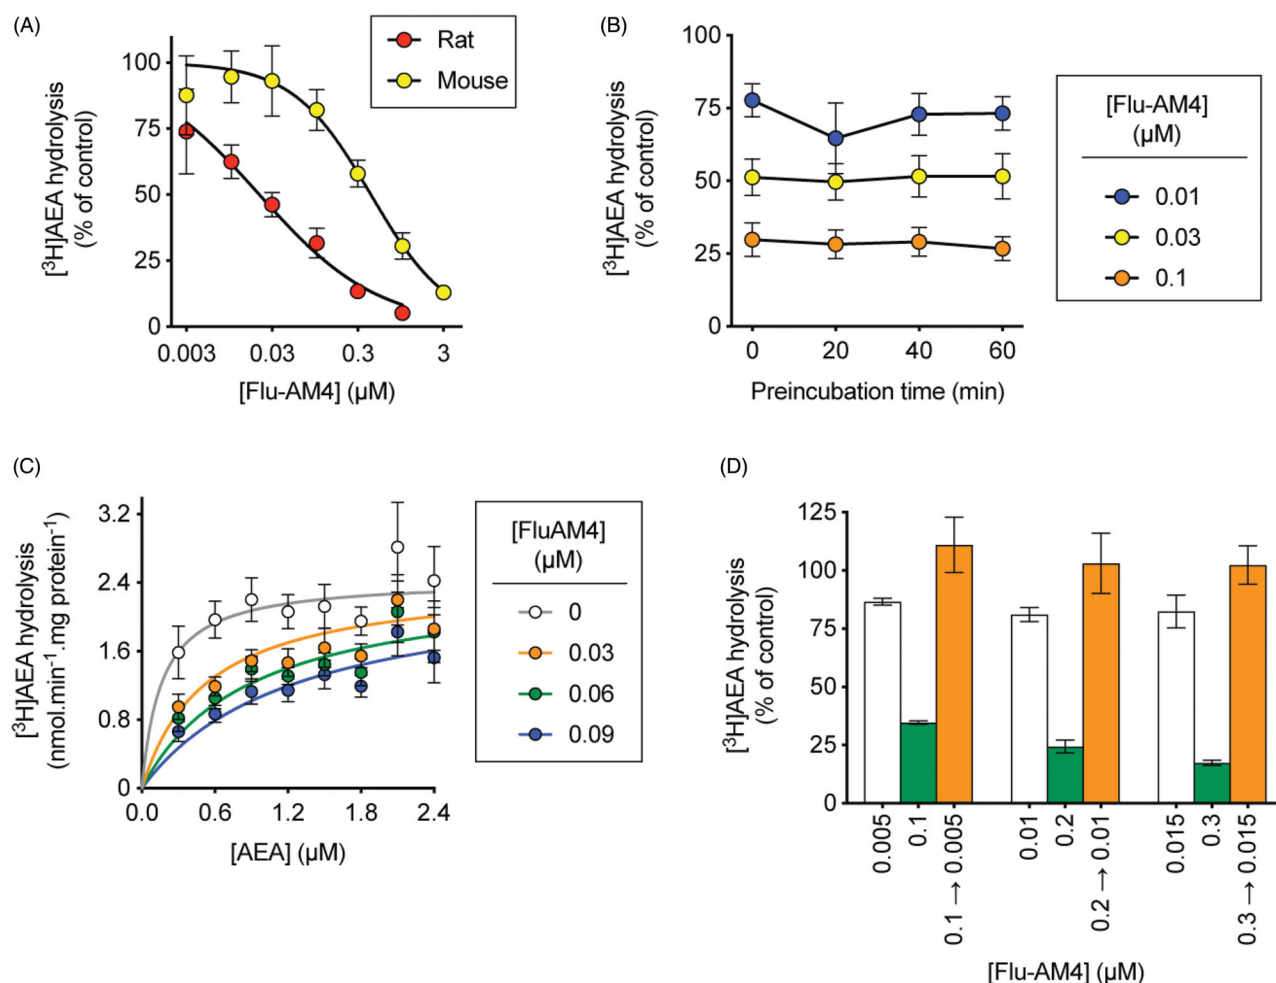 (A)
[³H]AEA hydrolysis
(% of control)
100
75
50
25
0
0.003
0.03
0.3
3
[Flu-AM4] (µM)
Rat
Mouse
(B)
[³H]AEA hydrolysis
(% of control)
100
75
50
25
0
0
20
40
60
Preincubation time (min)
[Flu-AM4]
(µM)
0.01
0.03
0.1
(C)
[³H]AEA hydrolysis
(nmol.min⁻¹.mg protein⁻¹)
3.2
2.4
1.6
0.8
0
0.0
0.6
1.2
1.8
2.4
[AEA] (µM)
[FluAM4]
(µM)
0
0.03
0.06
0.09
(D)
[³H]AEA hydrolysis
(% of control)
125
100
75
50
25
0
0.005
0.1
0.1 → 0.005
0.01
0.2
0.2 → 0.01
0.015
0.3
0.3 → 0.015
[Flu-AM4] (µM)